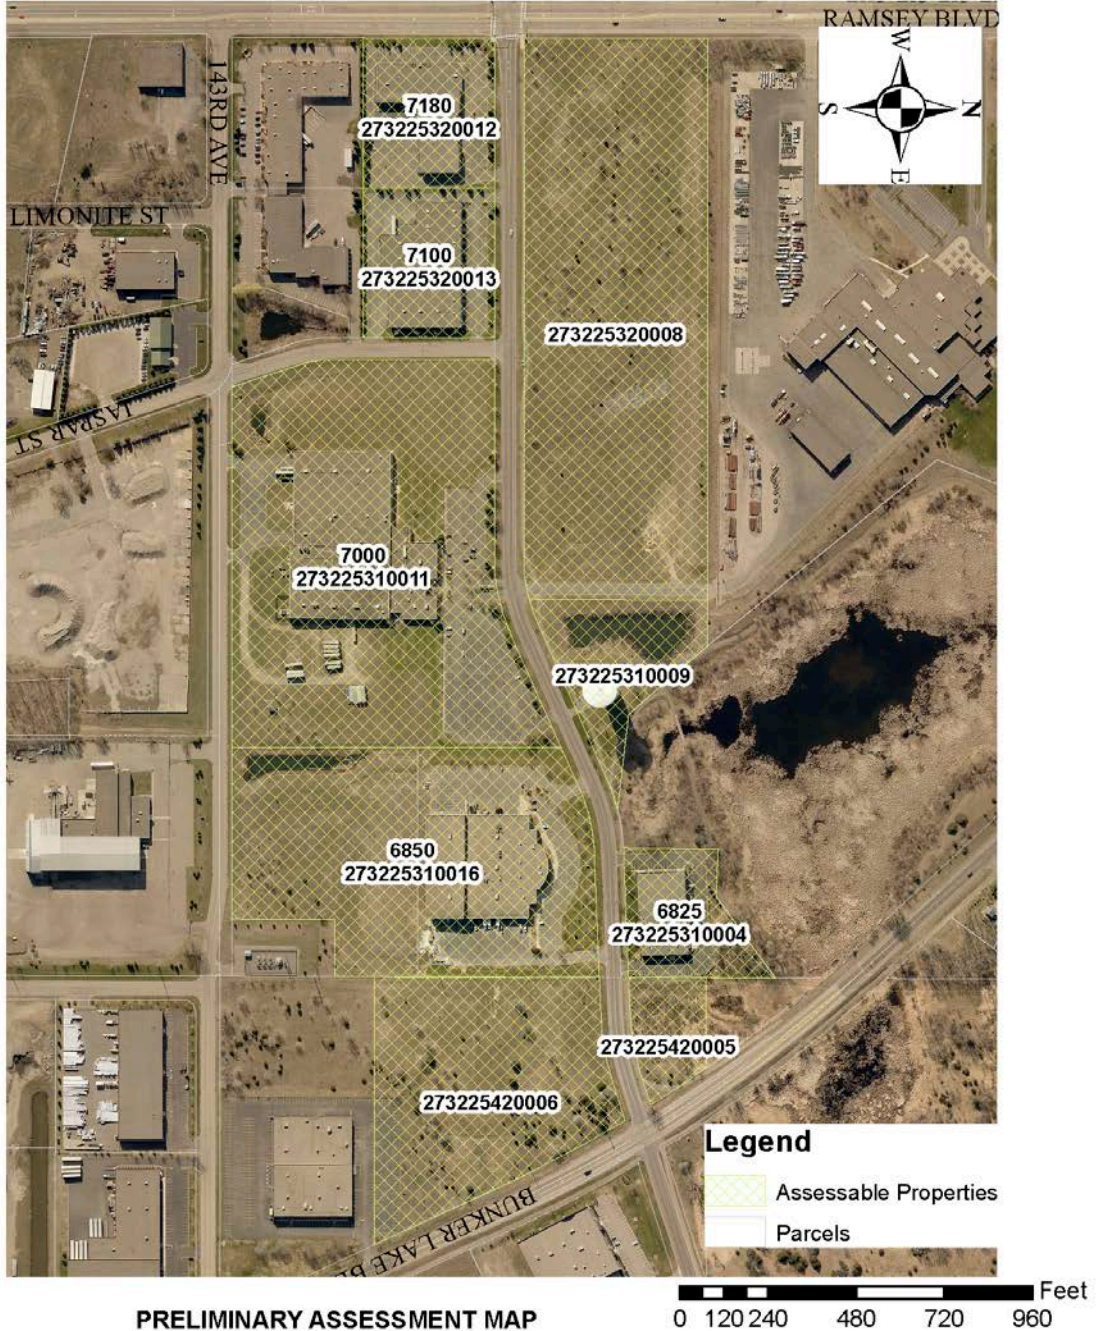 RAMSEY BLVD
W
S
N
E
143RD AVE
7180
273225320012
LIMONITE ST
7100
273225320013
273225320008
JASPAR ST
7000
273225310011
273225310009
6850
273225310016
6825
273225310004
273225420005
273225420006
BUNKER LAKE
Legend
Assessable Properties
Parcels
Feet
0 120 240 480 720 960
PRELIMINARY ASSESSMENT MAP